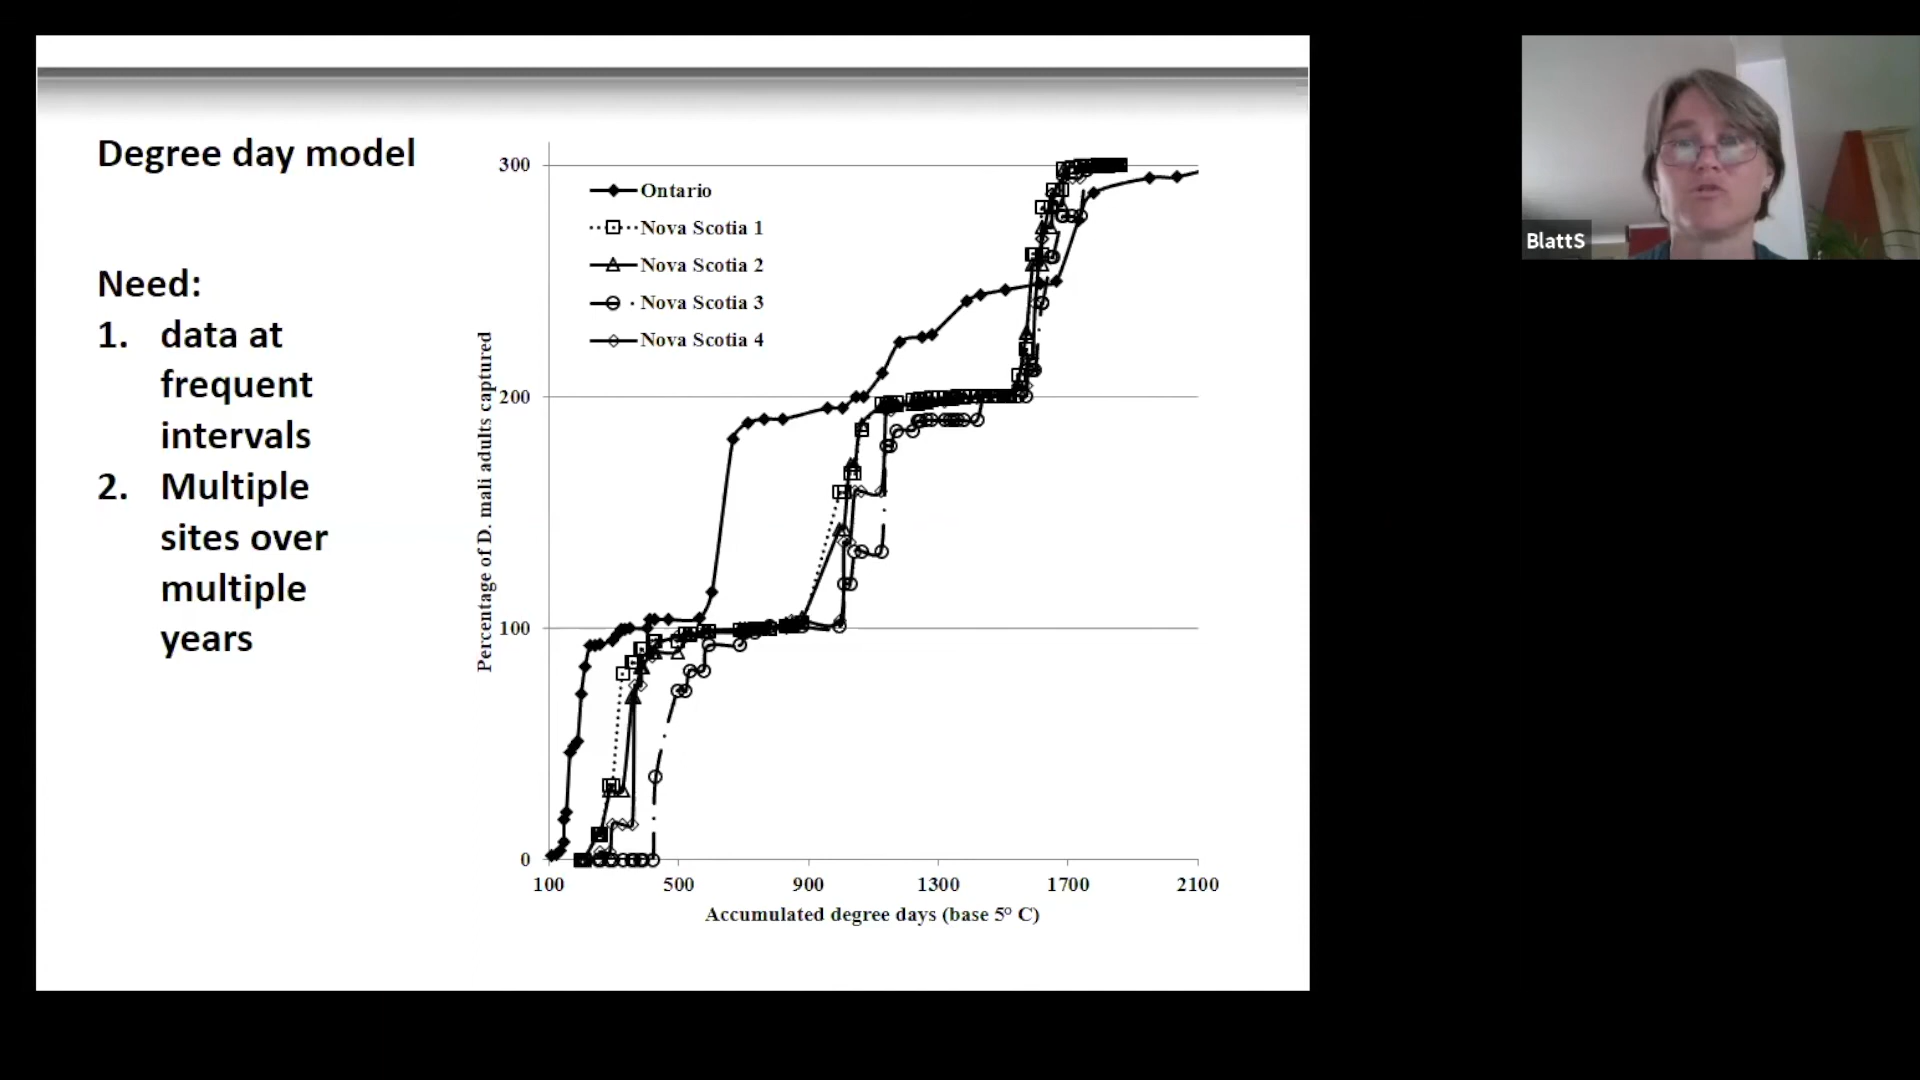 Degree day model
Need:
1. data at
frequent
intervals
2. Multiple
sites over
multiple
years
Percentage of D. mali adults captured
300
200
100
0
Ontario
Nova Scotia 1
Nova Scotia 2
Nova Scotia 3
Nova Scotia 4
100 500 900 1300 1700 2100
Accumulated degree days (base 5° C)
BlattS